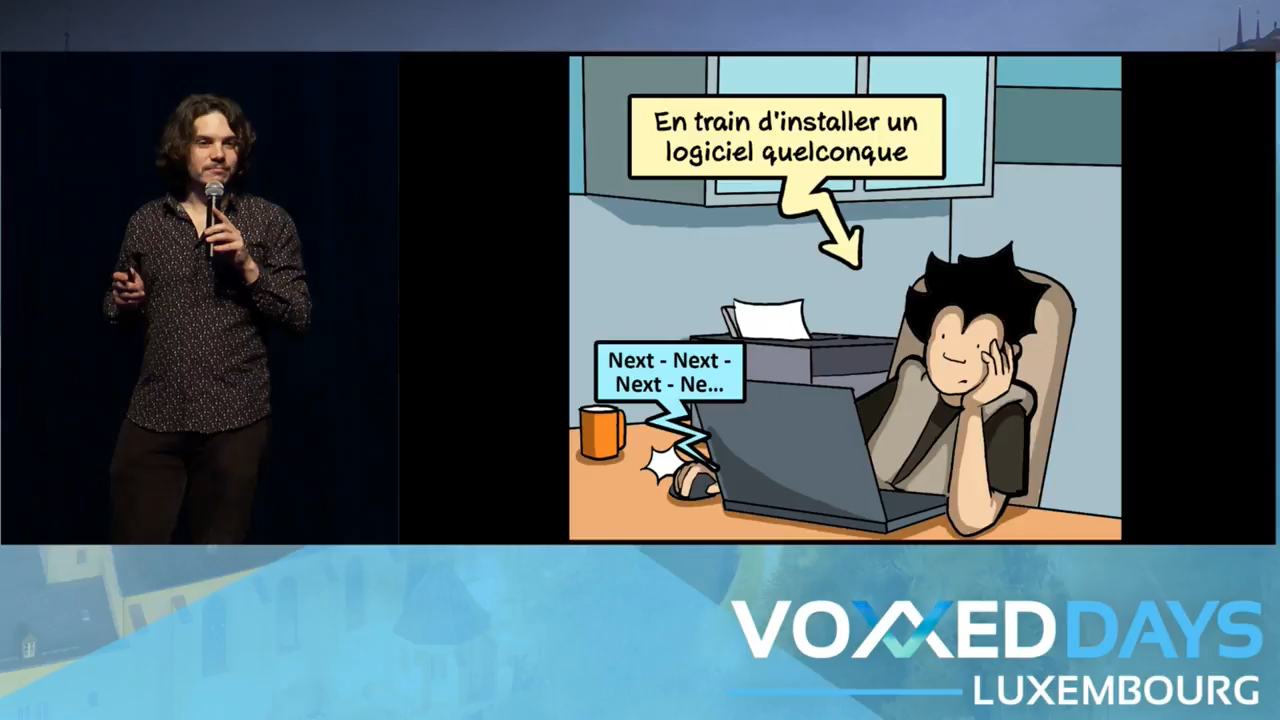 En train d'installer un
logiciel quelconque
Next - Next -
Next - Ne...
VOXXED DAYS
LUXEMBOURG